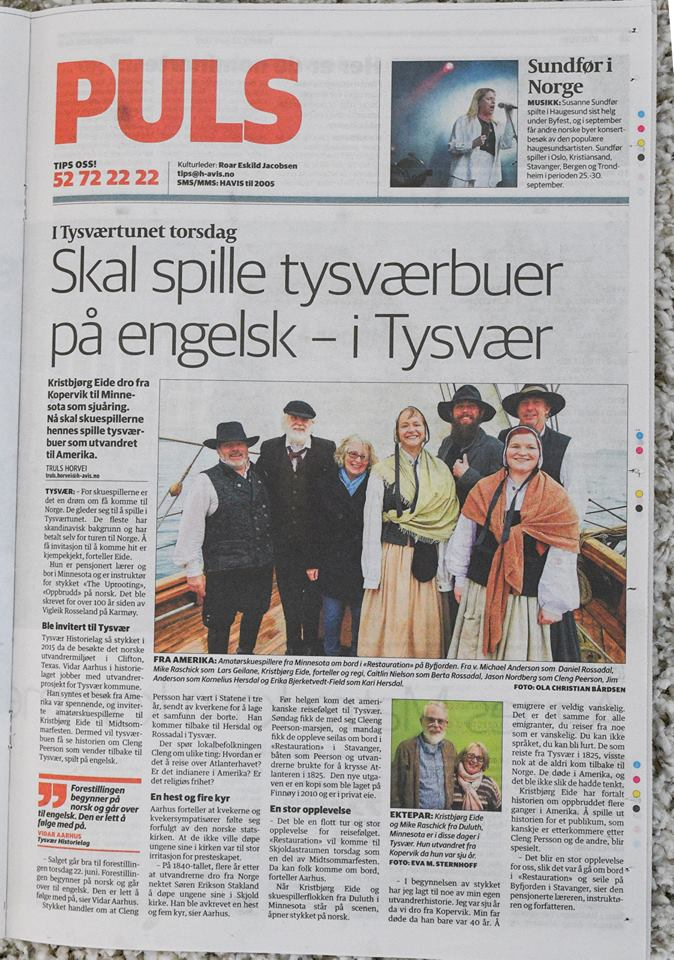 PULS
TIPS OSS!
52 72 22 22
Kulturleder: Roar Eskild Jacobsen
tips@h-avis.no
SMS/MMS: HAVIS til 2005
Sundfør i
Norge
MUSIKK: Susanne Sundfør
spilte i Haugesund sist helg
under Byfest, og i september
får andre norske byer konsert-
besøk av den populære
haugesundsartisten. Sundfør
spiller i Oslo, Kristiansand,
Stavanger, Bergen og Trond-
heim i perioden 25.-30.
september.
I Tysværtunet torsdag
Skal spille tysværbuer
på engelsk – i Tysvær
Kristbjørg Eide dro fra
Kopervik til Minne-
sota som sjuåring.
Nå skal skuespillerne
hennes spille tysvær-
buer som utvandret
til Amerika.
TRULS HORVEI
truls.horvei@h-avis.no
TYSVÆR: – For skuespillerne er
det en drøm om få komme til
Norge. De gleder seg til å spille i
Tysværtunet. De fleste har
skandinavisk bakgrunn og har
betalt selv for turen til Norge. Å
få invitasjon til å komme hit er
kjempekjekt, forteller Eide.
Hun er pensjonert lærer og
bor i Minnesota og er instruktør
for stykket «The Uprooting»,
«Oppbrudd» på norsk. Det ble
skrevet for over 100 år siden av
Vigleik Rosseland på Karmøy.
Ble invitert til Tysvær
Tysvær Historielag så stykket i
2015 da de besøkte det norske
utvandrermiljøet i Clifton,
Texas. Vidar Aarhus i historie-
laget jobber med utvandrer-
prosjekt for Tysvær kommune.
Han syntes et besøk fra Ame-
rika var spennende, og invite-
rte amatørskuespillerne til
Kristbjørg Eide til Midtsom-
marfesten. Dermed vil tysvær-
buen få se historien om Cleng
Peerson som vender tilbake til
Tysvær, spilt på engelsk.
Forestillingen
begynner på
norsk og går over
til engelsk. Den er lett å
følge med på.
VIDAR AARHUS
Tysvær Historielag
– Salget går bra til forestillin-
gen torsdag 22. juni. Forestillin-
gen begynner på norsk og går
over til engelsk. Den er lett å
følge med på, sier Vidar Aarhus.
Stykket handler om at Cleng
FRA AMERIKA: Amatørskuespillere fra Minnesota om bord i «Restauration» på Byfjorden. Fra v. Michael Anderson som Daniel Rossadal,
Mike Raschick som Lars Geilane, Kristbjørg Eide, forteller og regi, Caitlin Nielson som Berta Rossadal, Jason Nordberg som Cleng Peerson, Jim
Anderson som Kornelius Hersdal og Erika Bjerketvedt-Field som Kari Hersdal.
FOTO: OLA CHRISTIAN BÅRDSEN
Persson har vænct i Statene i tre
år, sendt av kvekerne for å lage
et samfunn der borte. Han
kommer tilbake til Hersdal og
Rossadal i Tysvær.
Der spør lokalbefolkningen
Cleng om ulike ting: Hvordan er
det å reise over Atlanterhavet?
Er det indianere i Amerika? Er
det religiøs frihet?
En hest og fire kyr
Aarhus forteller at kvekerne og
kvekersympatisører følte seg
forfulgt av den norske stats-
kirken. At de ikke ville døpe
ungene sine i kirken var til stor
irritasjon for presteskapet.
– På 1840-tallet, flere år etter
at utvandrerne dro fra Norge
nektet Søren Erikson Stakland
å døpe ungene sine i Skjold
kirke. Han ble avkrevet en hest
og fem kyr, sier Aarhus.
Før helgen kom det ameri-
kanske reisefølget til Tysvær.
Søndag fikk de med seg Cleeng
Peerson-marsjen, og mandag
fikk de oppleve seilas om bord i
«Restauration» i Stavanger,
båten som Peerson og utvand-
rerne brukte for å krysse At-
lanteren i 1825. Den nye utga-
ven er en kopi som ble laget på
Finnøy i 2010 og er i privat eie.
En stor opplevelse
– Det ble en flott tur og stor
opplevelse for reisefølget.
«Restauration» vil komme til
Skjoldastraumen torsdag som
en del av Midtsommarfesten.
Da kan folk komme om bord,
forteller Aarhus.
Når Kristbjørg Eide og
skuespillerflokken fra Duluth i
Minnesota står på scenen,
åpner stykket på norsk.
EKTEPAR: Kristbjørg Eide
og Mike Raschick fra Duluth,
Minnesota er i disse dager i
Tysvær. Hun utvandret fra
Kopervik da hun var sju år.
FOTO: EVA M. STERNHOFF
– I begynnelsen av stykket
har jeg lagt til noe av min egen
utvandrerhistorie. Jeg var sju år
da vi dro fra Kopervik. Min far
døde da han bare var 40 år. Å
emigrere er veldig vanskelig.
Det er det samme for alle
emigranter, du reiser fra noe
som er vanskelig. Du kan ikke
språket, du kan bli hurt. De som
reiste fra Tysvær i 1825, visste
nok at de aldri kom tilbake til
Norge. De døde i Amerika, og
det ble ikke slik de hadde tenkt.
Kristbjørg Eide har fortalt
historien om oppbruddet flere
ganger i Amerika. Å spille ut
historien for et publikum, som
kanskje er etterkommere etter
Cleng Persson og de andre, blir
spesielt.
– Det blir en stor opplevelse
for oss, slik det var å gå om bord i
«Restauration» og seile på
Byfjorden i Stavanger, sier den
pensjonerte læreren, instruktø-
ren og forfatteren.